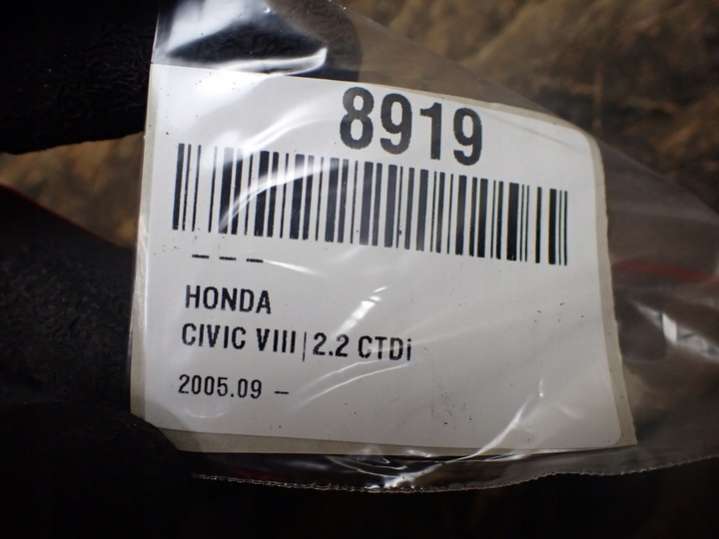 8919
---
HONDA
CIVIC VIII|2.2 CTDi
2005.09 -